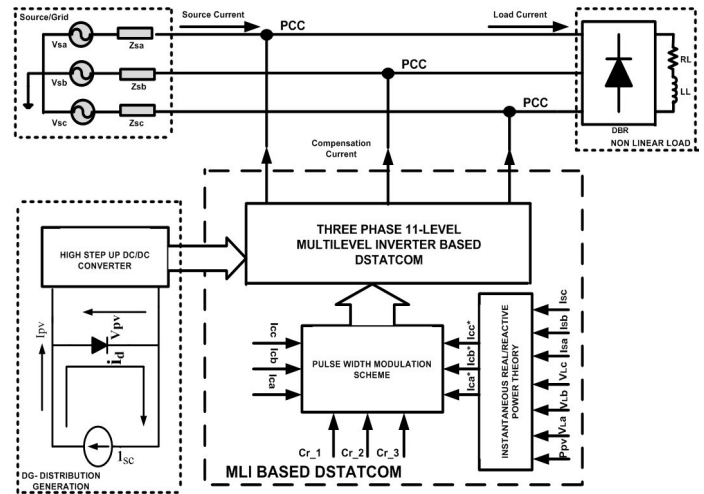 Source/Grid
Source Current
Load Current
PCC
Vsa
Zsa
PCC
Vsb
Zsb
PCC
Vsc
Zsc
RL
LL
DBR
NON LINEAR LOAD
Compensation
Current
THREE PHASE 11-LEVEL
MULTILEVEL INVERTER BASED
DSTATCOM
HIGH STEP UP DC/DC
CONVERTER
Ipv
Vpv
id
Isc
DG- DISTRIBUTION
GENERATION
Icc
Icb
Ica
PULSE WIDTH MODULATION
SCHEME
Icc*
Icb*
Ica*
INSTANTANEOUS REAL/REACTIVE
POWER THEORY
Isc
Isb
Isa
VLc
VLb
VLa
Ppv
Cr_1
Cr_2
Cr_3
MLI BASED DSTATCOM